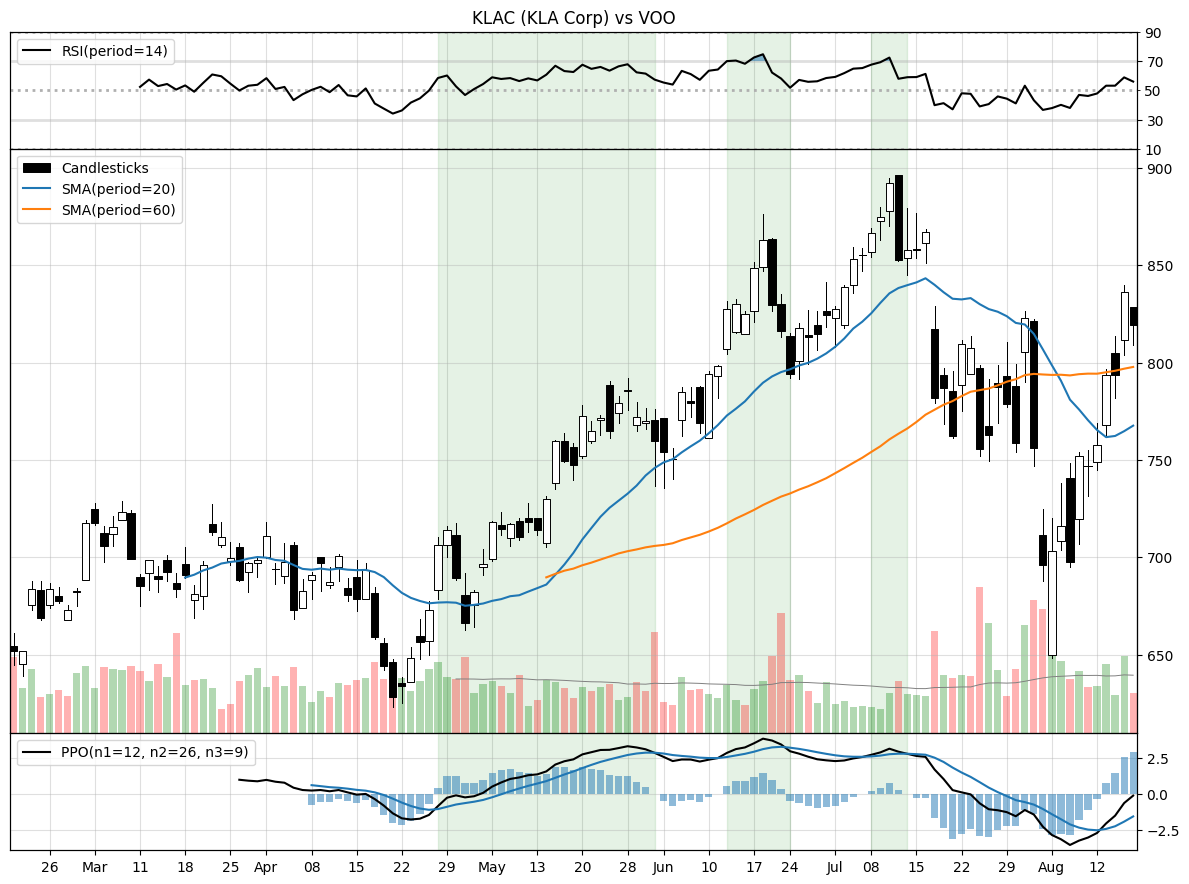 KLAC (KLA Corp) vs VOO
RSI(period=14)
90
70
50
30
10
Candlesticks
SMA(period=20)
SMA(period=60)
900
850
800
750
700
650
PPO(n1=12, n2=26, n3=9)
2.5
0.0
−2.5
26 Mar 11 18 25 Apr 08 15 22 29 May 13 20 28 Jun 10 17 24 Jul 08 15 22 29 Aug 12